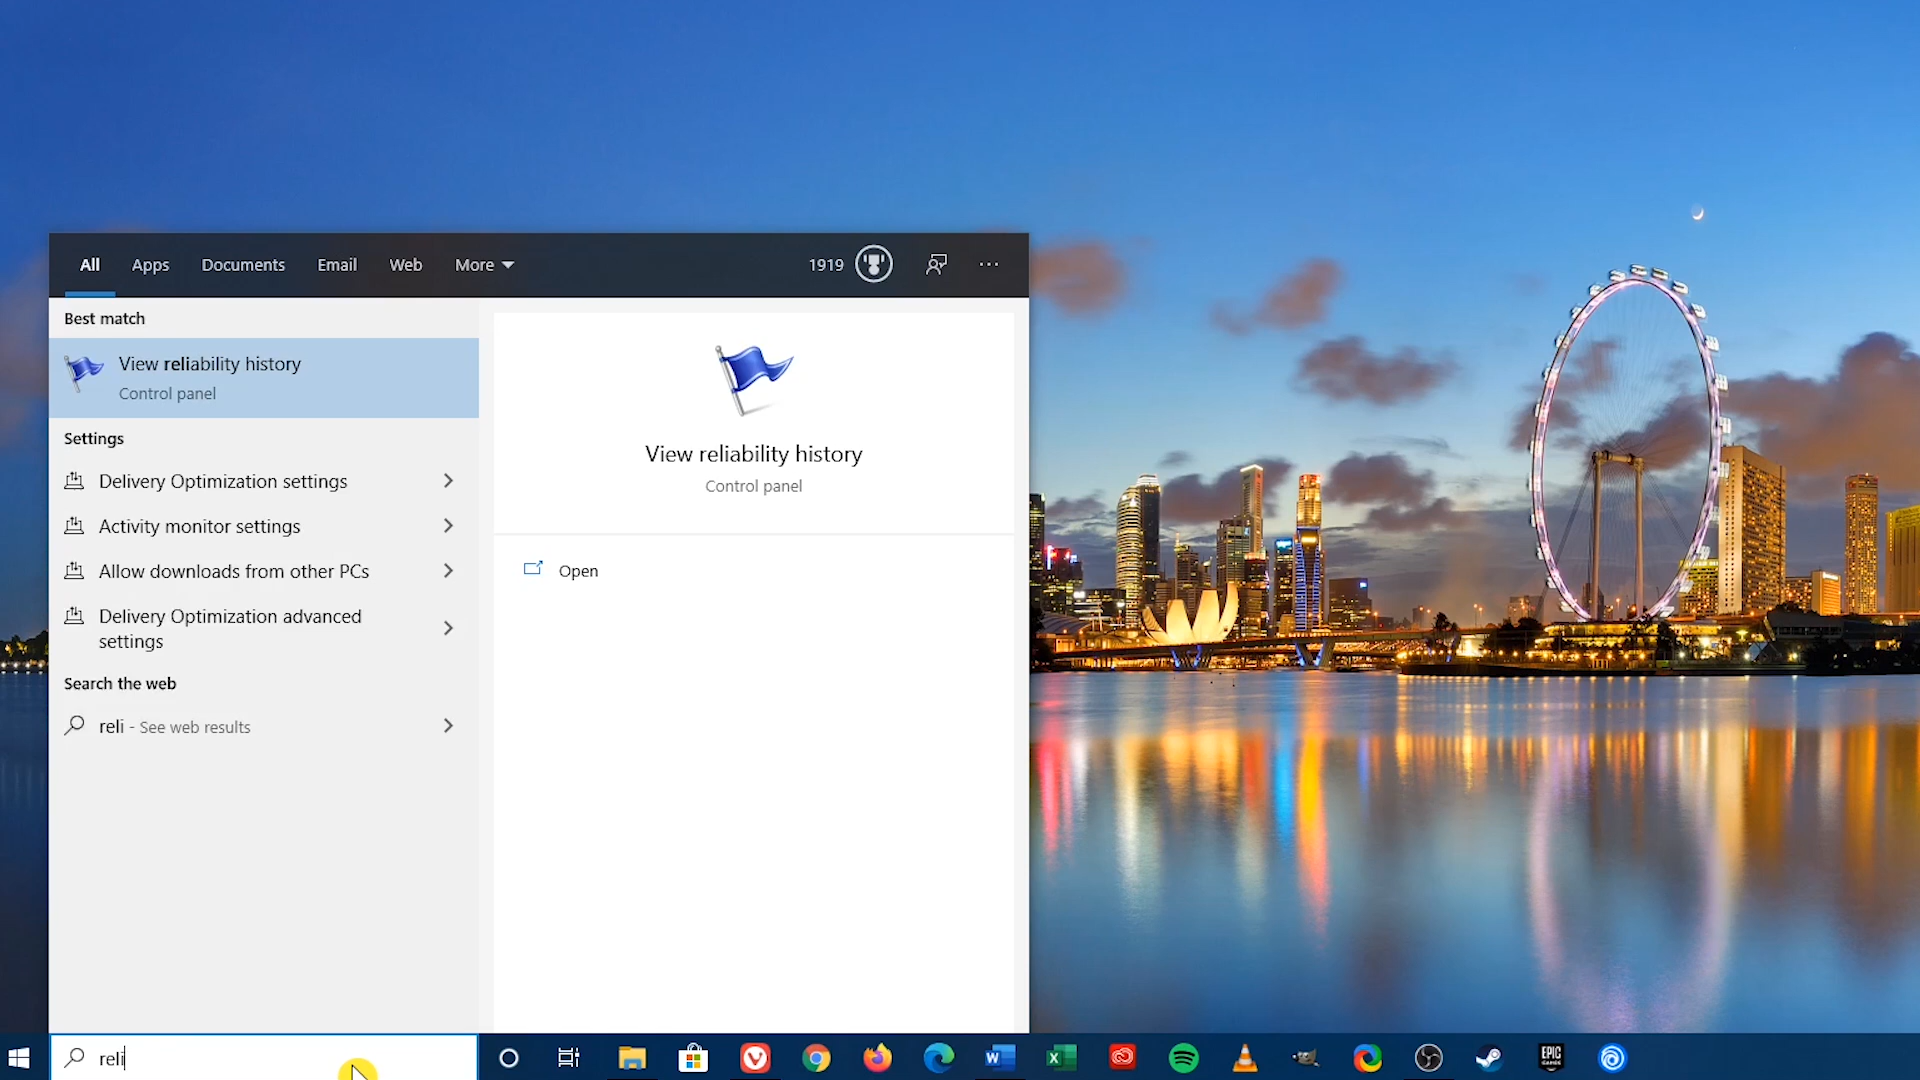 All Apps Documents Email Web More 1919
Best match
View reliability history
Control panel
Settings
Delivery Optimization settings
Activity monitor settings
Allow downloads from other PCs
Delivery Optimization advanced
settings
Search the web
reli - See web results
View reliability history
Control panel
Open
reli
EPIC
GAMES